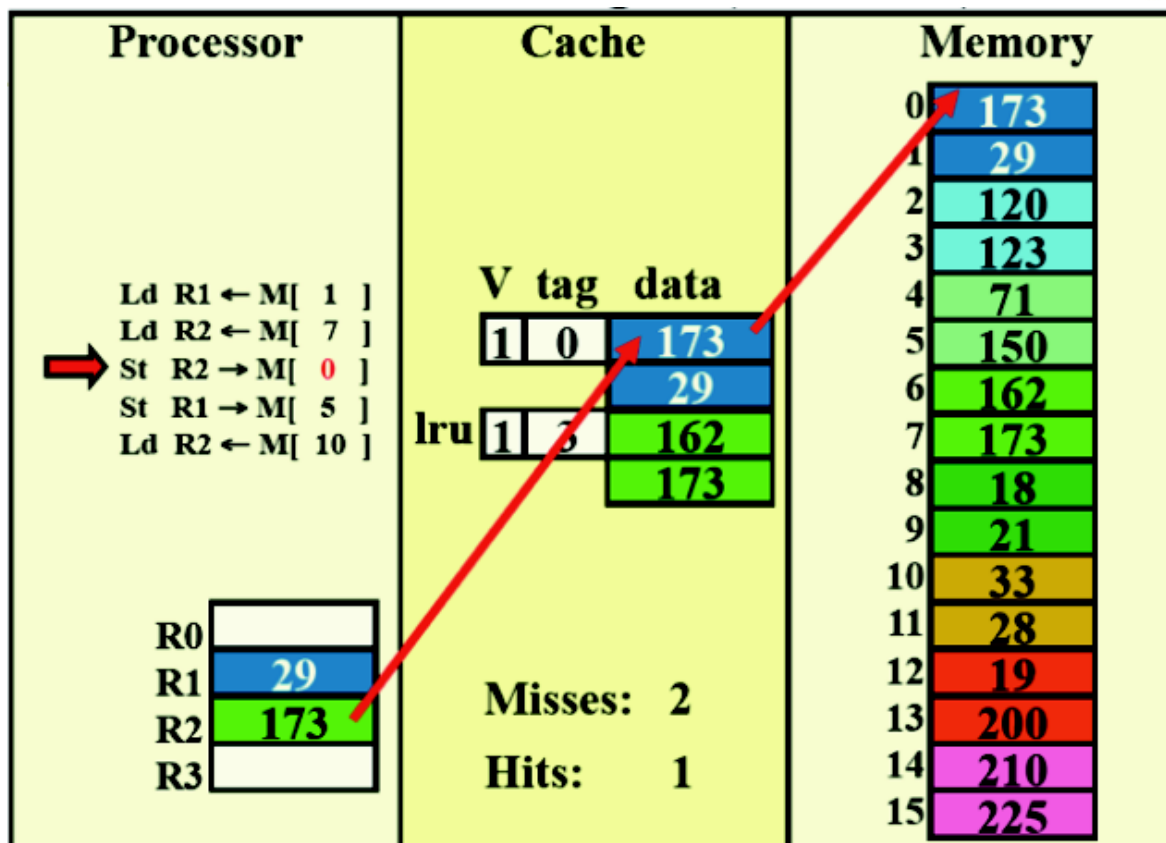 Processor
Ld R1 ← M[ 1 ]
Ld R2 ← M[ 7 ]
St R2 → M[ 0 ]
St R1 → M[ 5 ]
Ld R2 ← M[ 10 ]
R0
R1 29
R2 173
R3
Cache
V tag data
1 0 173
29
lru 1 3 162
173
Misses: 2
Hits: 1
Memory
0 173
1 29
2 120
3 123
4 71
5 150
6 162
7 173
8 18
9 21
10 33
11 28
12 19
13 200
14 210
15 225